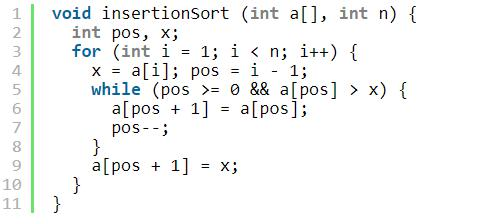 1 void insertionSort (int a[], int n) {
2   int pos, x;
3   for (int i = 1; i < n; i++) {
4     x = a[i]; pos = i - 1;
5     while (pos >= 0 && a[pos] > x) {
6       a[pos + 1] = a[pos];
7       pos--;
8     }
9     a[pos + 1] = x;
10   }
11 }